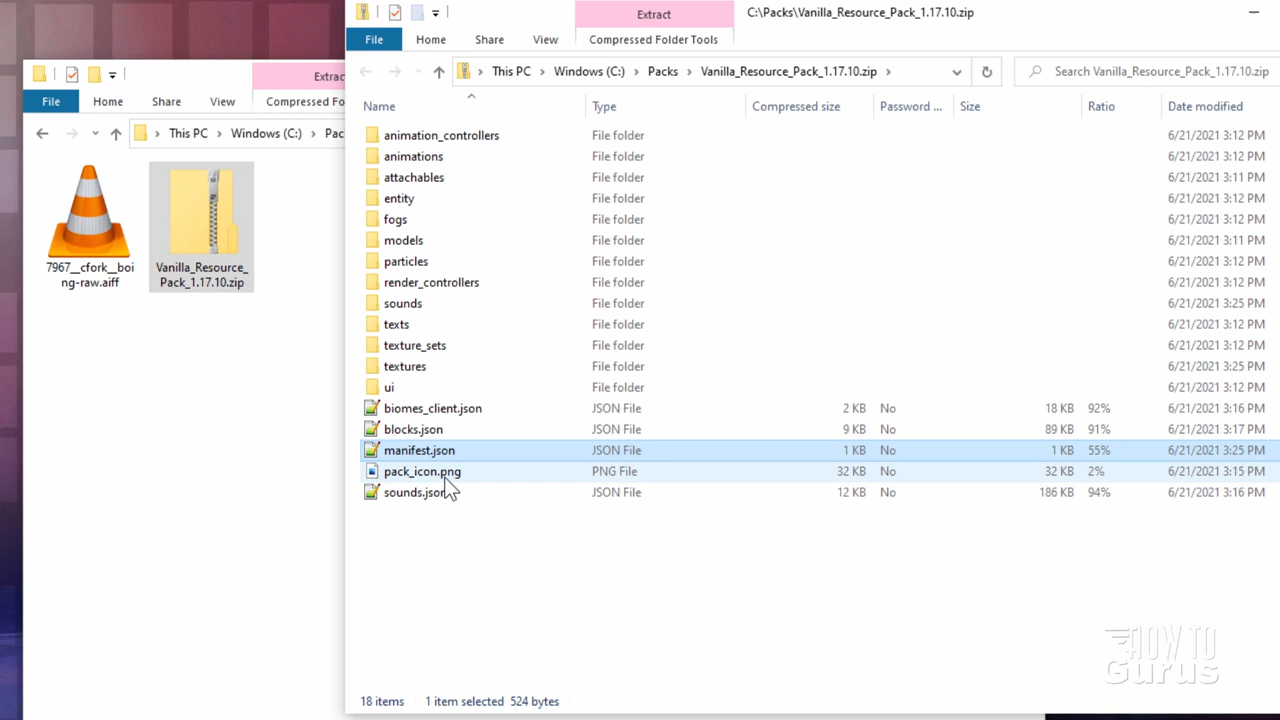 Extract
File Home Share View Compressed Fo
This PC > Windows (C:) > Pac
7967__cfork__boi
ng-raw.aiff
Vanilla_Resource_
Pack_1.17.10.zip
Extract C:\Packs\Vanilla_Resource_Pack_1.17.10.zip
File Home Share View Compressed Folder Tools
This PC > Windows (C:) > Packs > Vanilla_Resource_Pack_1.17.10.zip > Search Vanilla_Resource_Pack_1.17.10.zip
Name Type Compressed size Password ... Size Ratio Date modified
animation_controllers File folder 6/21/2021 3:12 PM
animations File folder 6/21/2021 3:12 PM
attachables File folder 6/21/2021 3:11 PM
entity File folder 6/21/2021 3:12 PM
fogs File folder 6/21/2021 3:12 PM
models File folder 6/21/2021 3:11 PM
particles File folder 6/21/2021 3:12 PM
render_controllers File folder 6/21/2021 3:12 PM
sounds File folder 6/21/2021 3:25 PM
texts File folder 6/21/2021 3:12 PM
texture_sets File folder 6/21/2021 3:12 PM
textures File folder 6/21/2021 3:25 PM
ui File folder 6/21/2021 3:12 PM
biomes_client.json JSON File 2 KB No 18 KB 92% 6/21/2021 3:16 PM
blocks.json JSON File 9 KB No 89 KB 91% 6/21/2021 3:17 PM
manifest.json JSON File 1 KB No 1 KB 55% 6/21/2021 3:25 PM
pack_icon.png PNG File 32 KB No 32 KB 2% 6/21/2021 3:15 PM
sounds.json JSON File 12 KB No 186 KB 94% 6/21/2021 3:16 PM
18 items 1 item selected 524 bytes
HOW TO
Gurus